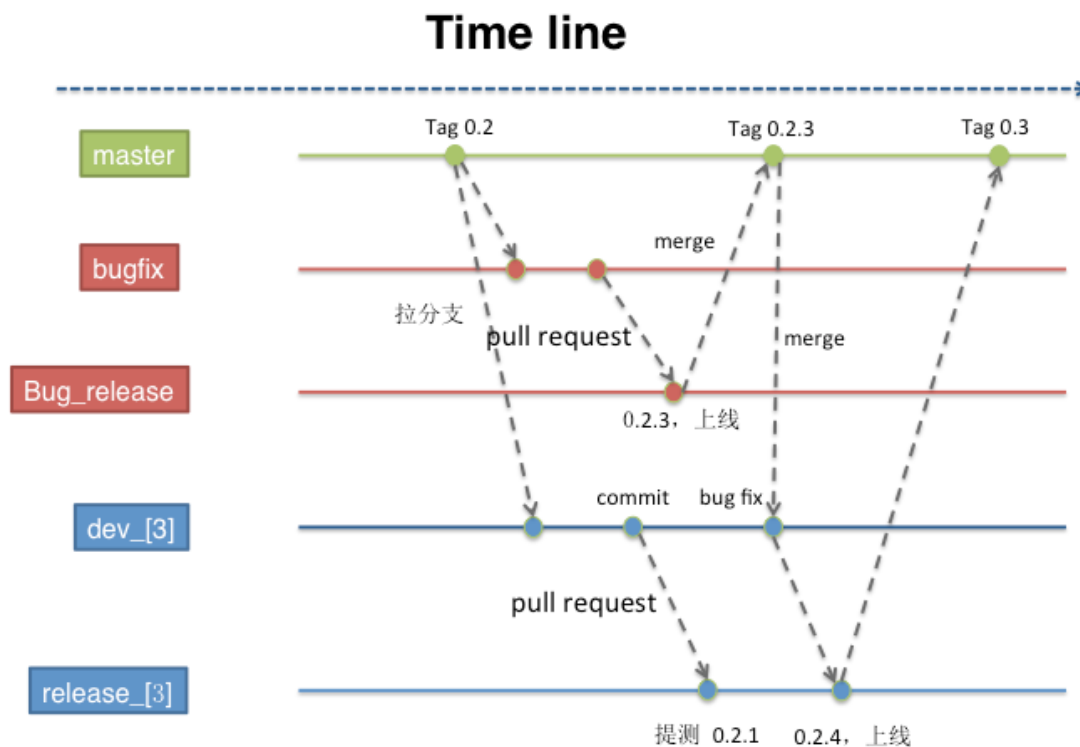 Time line
Tag 0.2
Tag 0.2.3
Tag 0.3
master
bugfix
merge
拉分支
pull request
merge
Bug_release
0.2.3，上线
commit
bug fix
dev_[3]
pull request
release_[3]
提测 0.2.1
0.2.4，上线